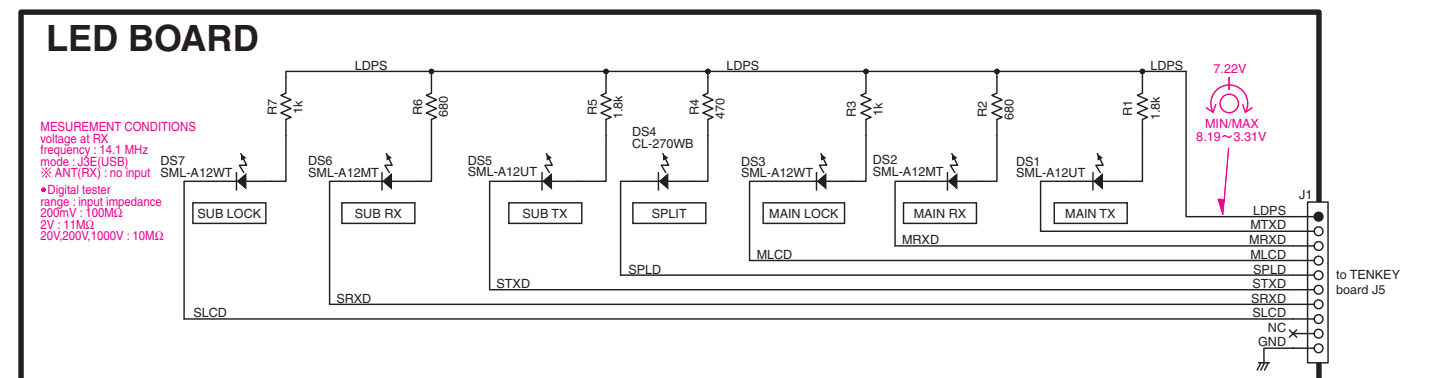 LED BOARD
LDPS
LDPS
LDPS
7.22V
MIN/MAX
8.19~3.31V
R7
1k
R6
680
R5
1.8k
R4
470
R3
1k
R2
680
R1
1.8k
MESUREMENT CONDITIONS
voltage at RX
frequency : 14.1 MHz
mode : J3E(USB)
※ ANT(RX) : no input
●Digital tester
range : input impedance
200mV : 100MΩ
2V : 11MΩ
20V,200V,1000V : 10MΩ
DS7
SML-A12WT
DS6
SML-A12MT
DS5
SML-A12UT
DS4
CL-270WB
DS3
SML-A12WT
DS2
SML-A12MT
DS1
SML-A12UT
SUB LOCK
SUB RX
SUB TX
SPLIT
MAIN LOCK
MAIN RX
MAIN TX
J1
LDPS
MTXD
MRXD
MRXD
MLCD
MLCD
SPLD
SPLD
STXD
STXD
SRXD
SRXD
SLCD
SLCD
NC
GND
to TENKEY
board J5